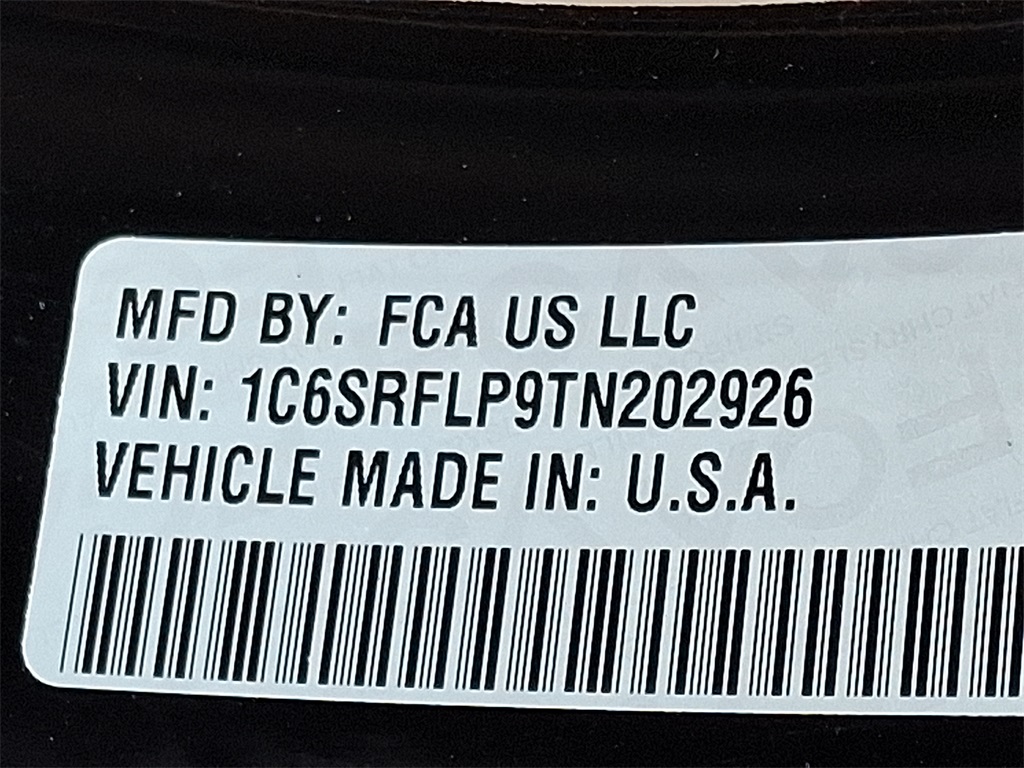 MFD BY: FCA US LLC
VIN: 1C6SRFLP9TN202926
VEHICLE MADE IN: U.S.A.